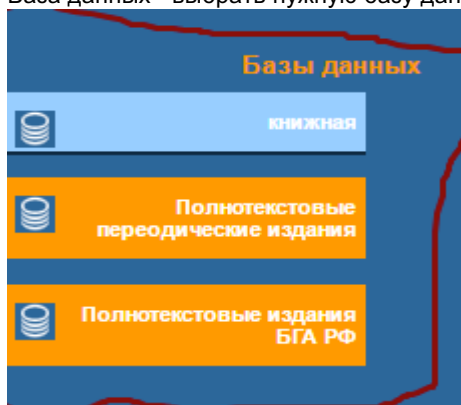 База данных - выбрать нужную базу дан
Базы данных
книжная
Полнотекстовые
переодические издания
Полнотекстовые издания
БГА РФ